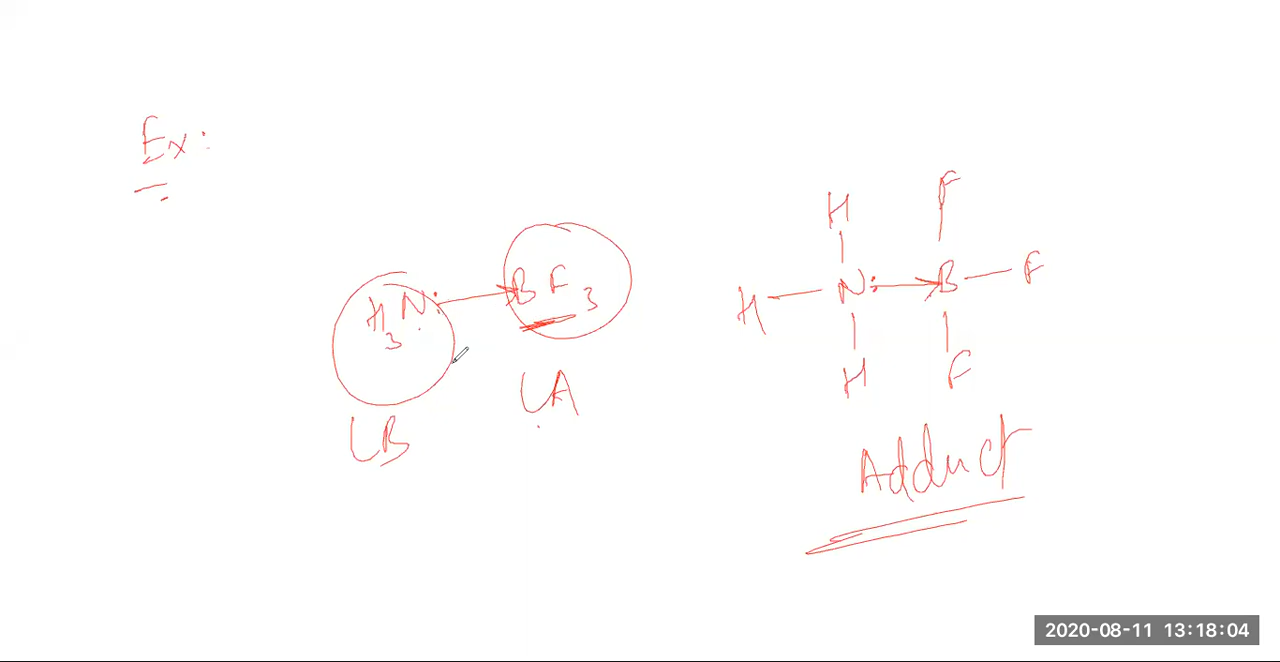 Ex:
H3N: → BF3
LB
LA
H F
H — N: → B — F
H F
Adduct
2020-08-11 13:18:04